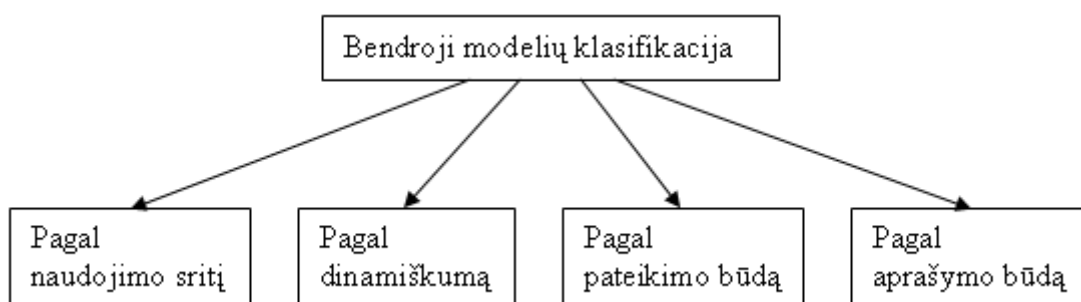 Bendroji modelių klasifikacija
Pagal
naudojimo sritį
Pagal
dinamiškumą
Pagal
pateikimo būdą
Pagal
aprašymo būdą